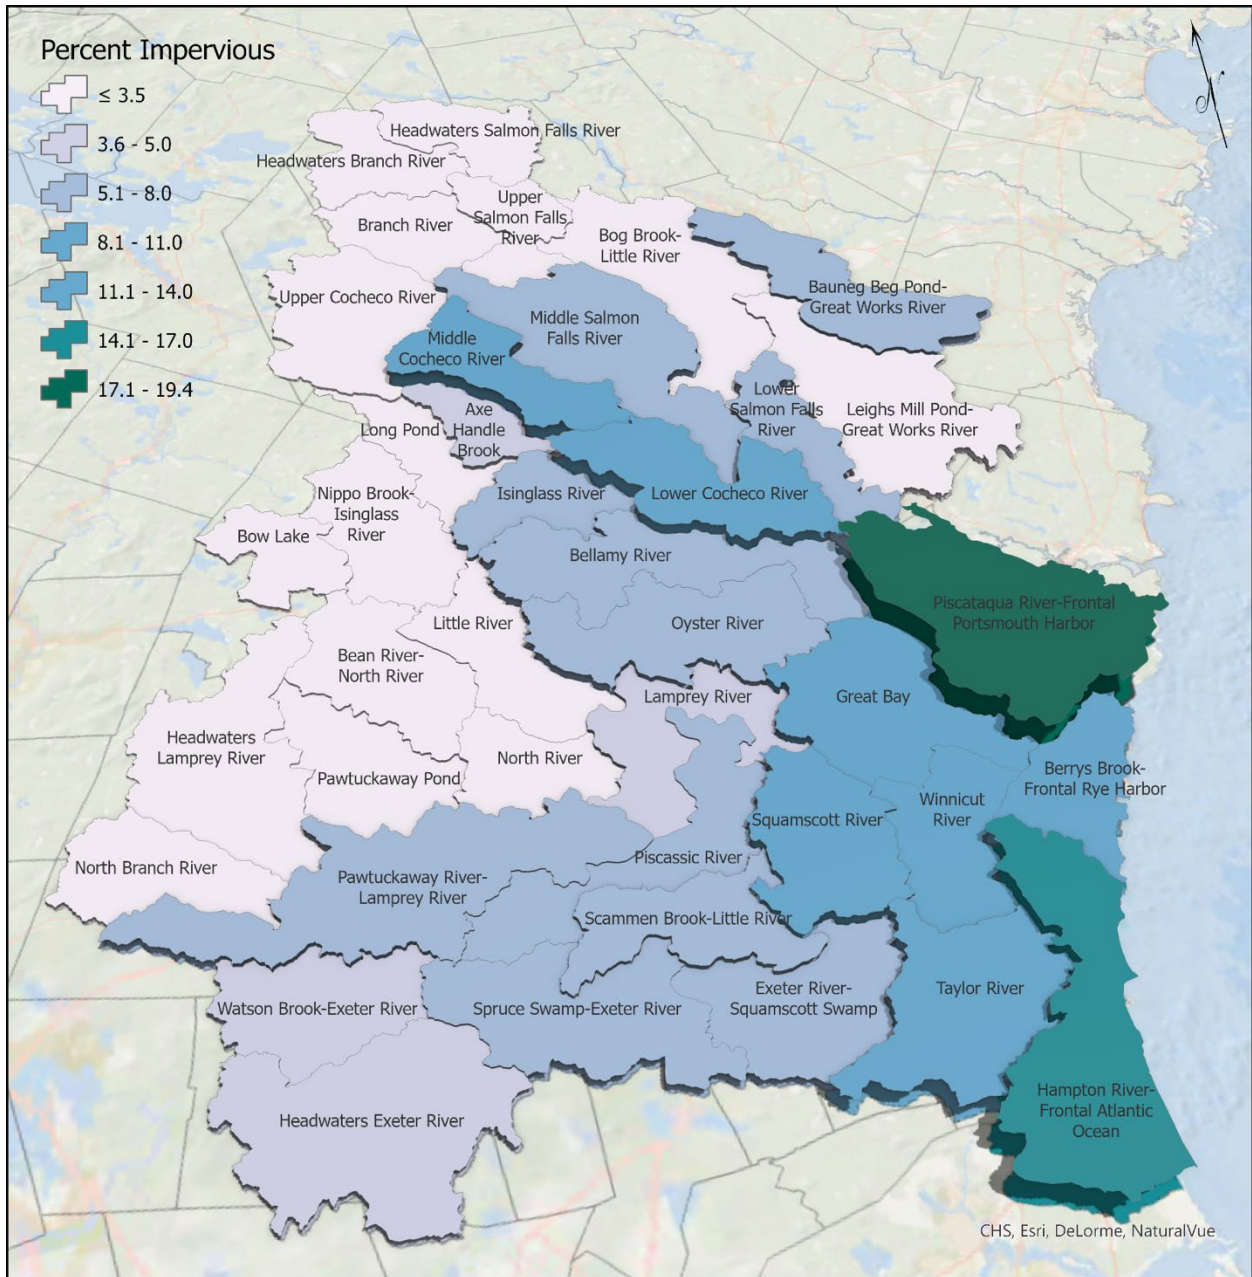 Percent Impervious
≤ 3.5
3.6 - 5.0
5.1 - 8.0
8.1 - 11.0
11.1 - 14.0
14.1 - 17.0
17.1 - 19.4
N
Headwaters Salmon Falls River
Headwaters Branch River
Upper
Salmon Falls
River
Branch River
Bog Brook-
Little River
Upper Cocheco River
Bauneg Beg Pond-
Great Works River
Middle Salmon
Falls River
Middle
Cocheco River
Lower
Salmon Falls
River
Leighs Mill Pond-
Great Works River
Axe
Handle
Brook
Long Pond
Nippo Brook-
Isinglass
River
Isinglass River
Lower Cocheco River
Bow Lake
Bellamy River
Piscataqua River-Frontal
Portsmouth Harbor
Little River
Oyster River
Bean River-
North River
Lamprey River
Great Bay
Headwaters
Lamprey River
North River
Pawtuckaway Pond
Berrys Brook-
Frontal Rye Harbor
Winnicut
River
Squamscott River
North Branch River
Piscassic River
Pawtuckaway River-
Lamprey River
Scammen Brook-Little River
Watson Brook-Exeter River
Spruce Swamp-Exeter River
Exeter River-
Squamscott Swamp
Taylor River
Headwaters Exeter River
Hampton River-
Frontal Atlantic
Ocean
CHS, Esri, DeLorme, NaturalVue